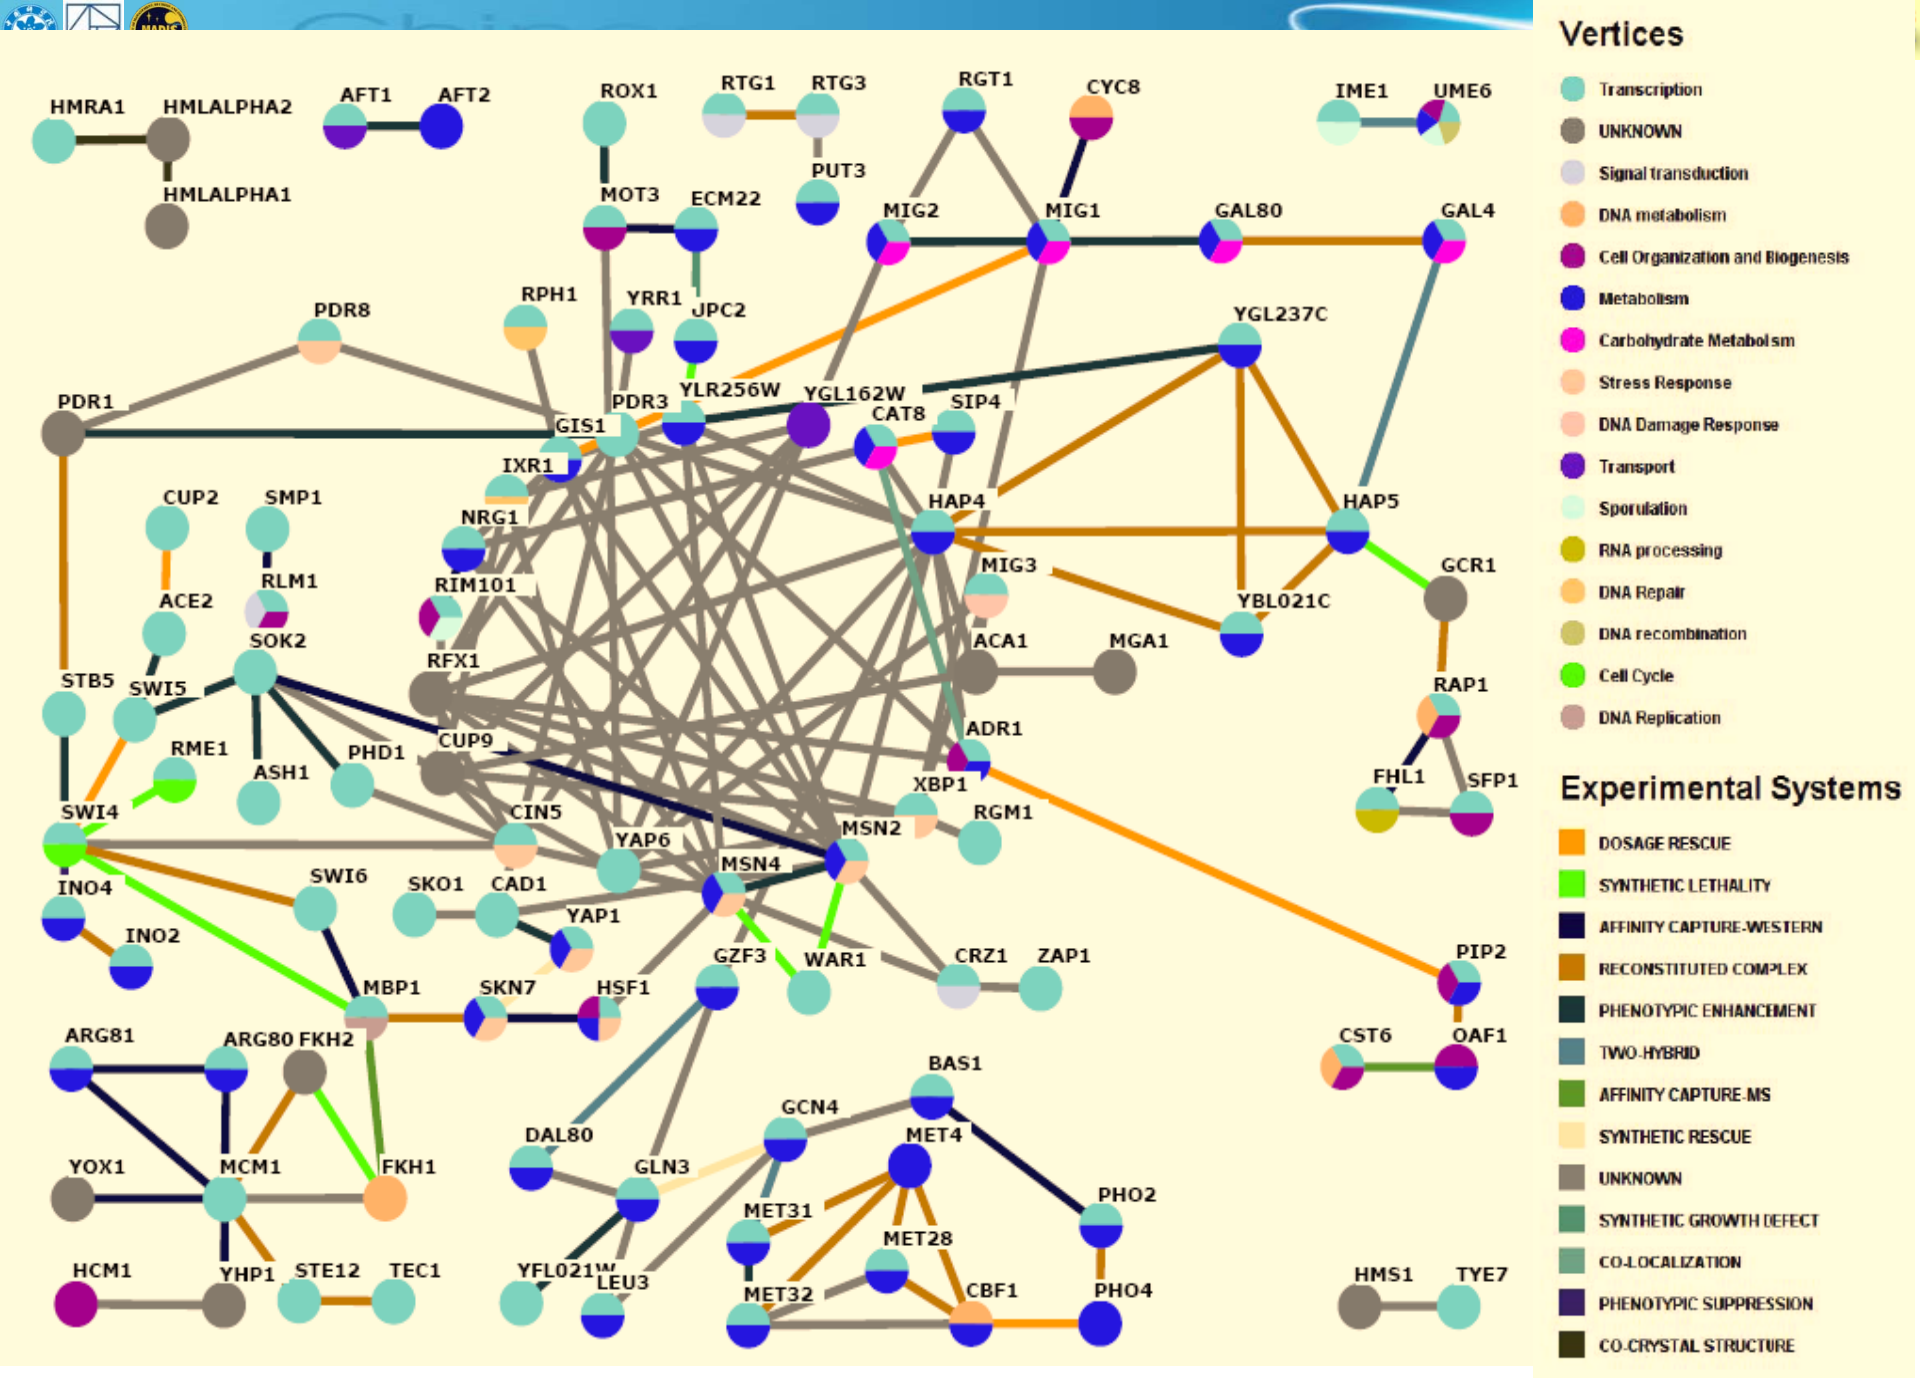 China
MADIS
HMRA1
HMLALPHA2
HMLALPHA1
AFT1
AFT2
ROX1
RTG1
RTG3
PUT3
RGT1
CYC8
IME1
UME6
MOT3
ECM22
MIG2
MIG1
GAL80
GAL4
PDR8
RPH1
YRR1
UPC2
YGL237C
PDR1
PDR3
YLR256W
YGL162W
CAT8
SIP4
GIS1
IXR1
CUP2
SMP1
NRG1
HAP4
HAP5
MIG3
GCR1
ACE2
RLM1
RIM101
YBL021C
SOK2
RFX1
ACA1
MGA1
STB5
SWI5
RAP1
RME1
ASH1
PHD1
CUP9
ADR1
XBP1
RGM1
FHL1
SFP1
SWI4
CIN5
YAP6
MSN4
MSN2
INO4
SWI6
SKO1
CAD1
YAP1
INO2
GZF3
WAR1
CRZ1
ZAP1
PIP2
MBP1
SKN7
HSF1
ARG81
ARG80
FKH2
CST6
OAF1
BAS1
DAL80
GCN4
MET4
YOX1
MCM1
FKH1
GLN3
PHO2
MET31
MET28
HCM1
YHP1
STE12
TEC1
YFL021W
LEU3
MET32
CBF1
PHO4
HMS1
TYE7
Vertices
Transcription
UNKNOWN
Signal transduction
DNA metabolism
Cell Organization and Biogenesis
Metabolism
Carbohydrate Metabolism
Stress Response
DNA Damage Response
Transport
Sporulation
RNA processing
DNA Repair
DNA recombination
Cell Cycle
DNA Replication
Experimental Systems
DOSAGE RESCUE
SYNTHETIC LETHALITY
AFFINITY CAPTURE-WESTERN
RECONSTITUTED COMPLEX
PHENOTYPIC ENHANCEMENT
TWO-HYBRID
AFFINITY CAPTURE-MS
SYNTHETIC RESCUE
UNKNOWN
SYNTHETIC GROWTH DEFECT
CO-LOCALIZATION
PHENOTYPIC SUPPRESSION
CO-CRYSTAL STRUCTURE